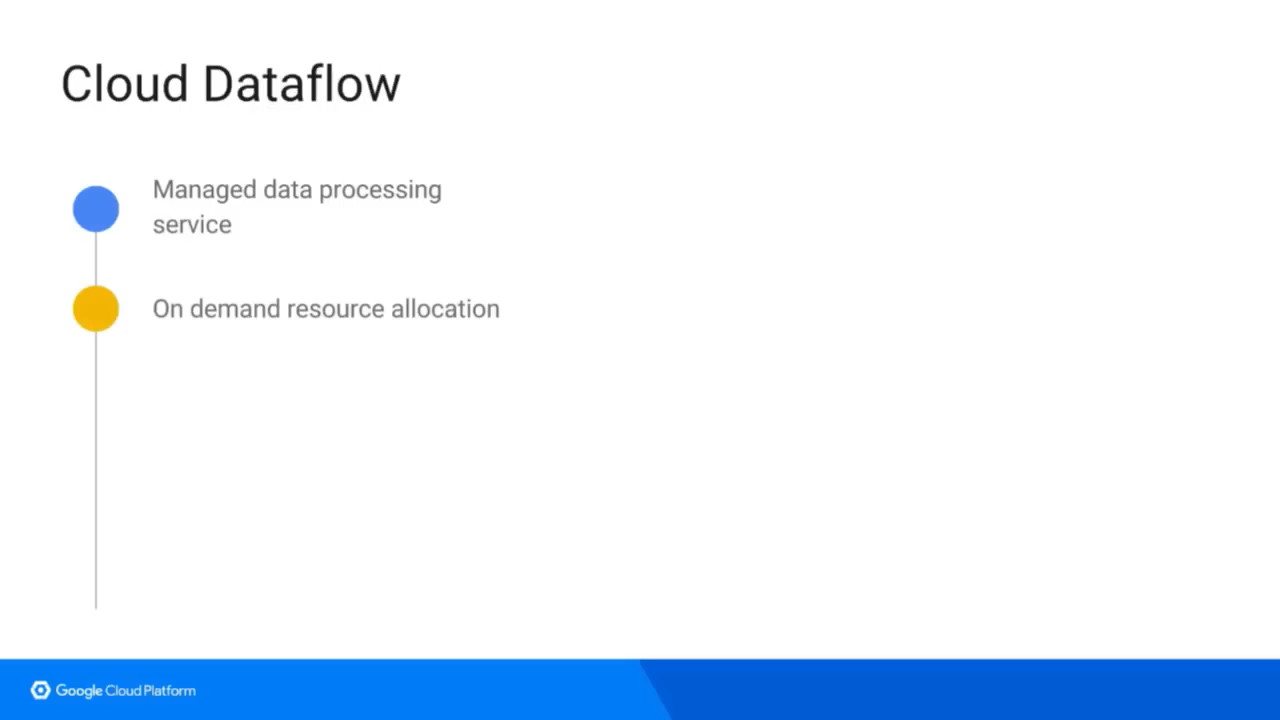 Cloud Dataflow
Managed data processing
service
On demand resource allocation
Google Cloud Platform